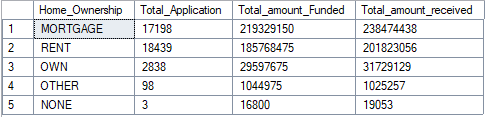 Home_Ownership Total_Application Total_amount_Funded Total_amount_received
1 MORTGAGE 17198 219329150 238474438
2 RENT 18439 185768475 201823056
3 OWN 2838 29597675 31729129
4 OTHER 98 1044975 1025257
5 NONE 3 16800 19053